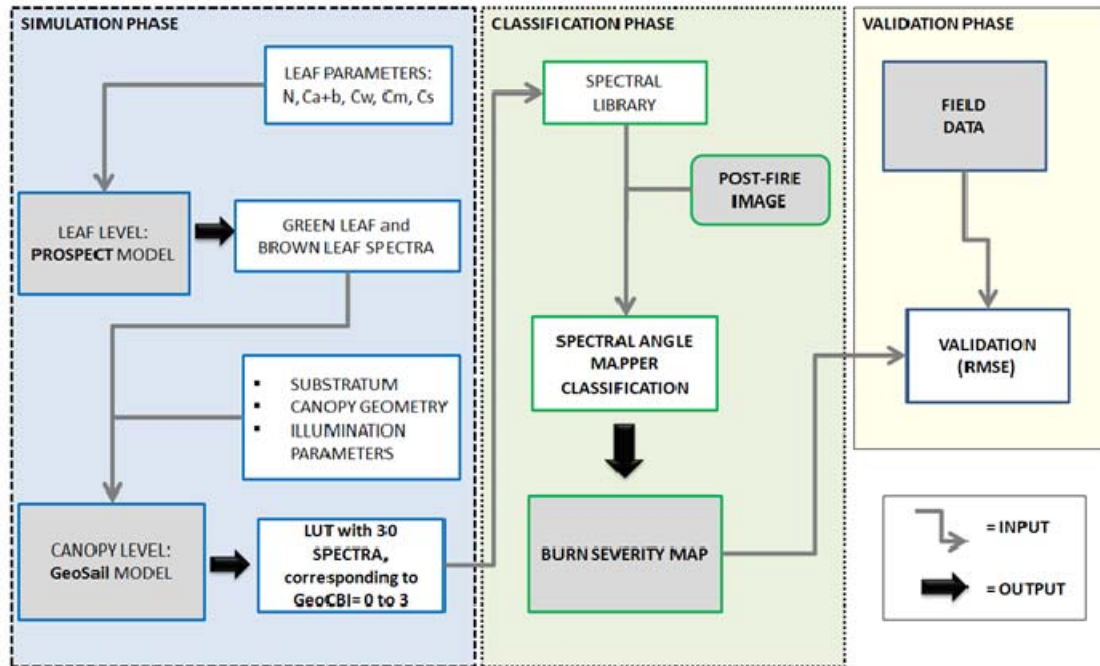 SIMULATION PHASE
LEAF PARAMETERS:
N, Ca+b, Cw, Cm, Cs
LEAF LEVEL:
PROSPECT MODEL
GREEN LEAF and
BROWN LEAF SPECTRA
▪ SUBSTRATUM
▪ CANOPY GEOMETRY
▪ ILLUMINATION
PARAMETERS
CANOPY LEVEL:
GeoSail MODEL
LUT with 30
SPECTRA,
corresponding to
GeoCBI= 0 to 3
CLASSIFICATION PHASE
SPECTRAL
LIBRARY
POST-FIRE
IMAGE
SPECTRAL ANGLE
MAPPER
CLASSIFICATION
BURN SEVERITY MAP
VALIDATION PHASE
FIELD
DATA
VALIDATION
(RMSE)
= INPUT
= OUTPUT